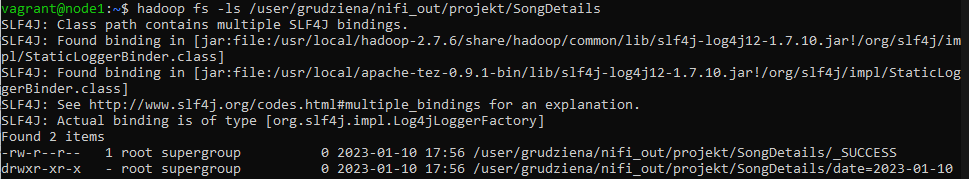 vagrant@node1:~$ hadoop fs -ls /user/grudziena/nifi_out/projekt/SongDetails
SLF4J: Class path contains multiple SLF4J bindings.
SLF4J: Found binding in [jar:file:/usr/local/hadoop-2.7.6/share/hadoop/common/lib/slf4j-log4j12-1.7.10.jar!/org/slf4j/im
pl/StaticLoggerBinder.class]
SLF4J: Found binding in [jar:file:/usr/local/apache-tez-0.9.1-bin/lib/slf4j-log4j12-1.7.10.jar!/org/slf4j/impl/StaticLog
gerBinder.class]
SLF4J: See http://www.slf4j.org/codes.html#multiple_bindings for an explanation.
SLF4J: Actual binding is of type [org.slf4j.impl.Log4jLoggerFactory]
Found 2 items
-rw-r--r--   1 root supergroup          0 2023-01-10 17:56 /user/grudziena/nifi_out/projekt/SongDetails/_SUCCESS
drwxr-xr-x   - root supergroup          0 2023-01-10 17:56 /user/grudziena/nifi_out/projekt/SongDetails/date=2023-01-10